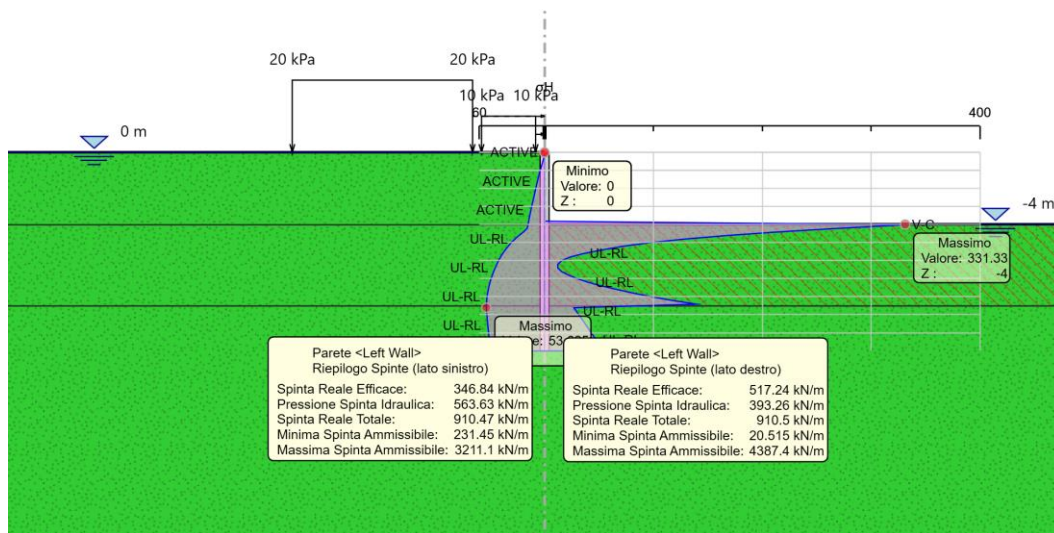 20 kPa
20 kPa
10 kPa
10 kPa
σH
60
400
0 m
ACTIVE
ACTIVE
ACTIVE
Minimo
Valore: 0
Z : 0
-4 m
V-C
UL-RL
UL-RL
UL-RL
UL-RL
UL-RL
UL-RL
UL-RL
Massimo
Valore: 331.33
Z : -4
Massimo
Parete <Left Wall>
Riepilogo Spinte (lato sinistro)
Spinta Reale Efficace: 346.84 kN/m
Pressione Spinta Idraulica: 563.63 kN/m
Spinta Reale Totale: 910.47 kN/m
Minima Spinta Ammissibile: 231.45 kN/m
Massima Spinta Ammissibile: 3211.1 kN/m
Parete <Left Wall>
Riepilogo Spinte (lato destro)
Spinta Reale Efficace: 517.24 kN/m
Pressione Spinta Idraulica: 393.26 kN/m
Spinta Reale Totale: 910.5 kN/m
Minima Spinta Ammissibile: 20.515 kN/m
Massima Spinta Ammissibile: 4387.4 kN/m